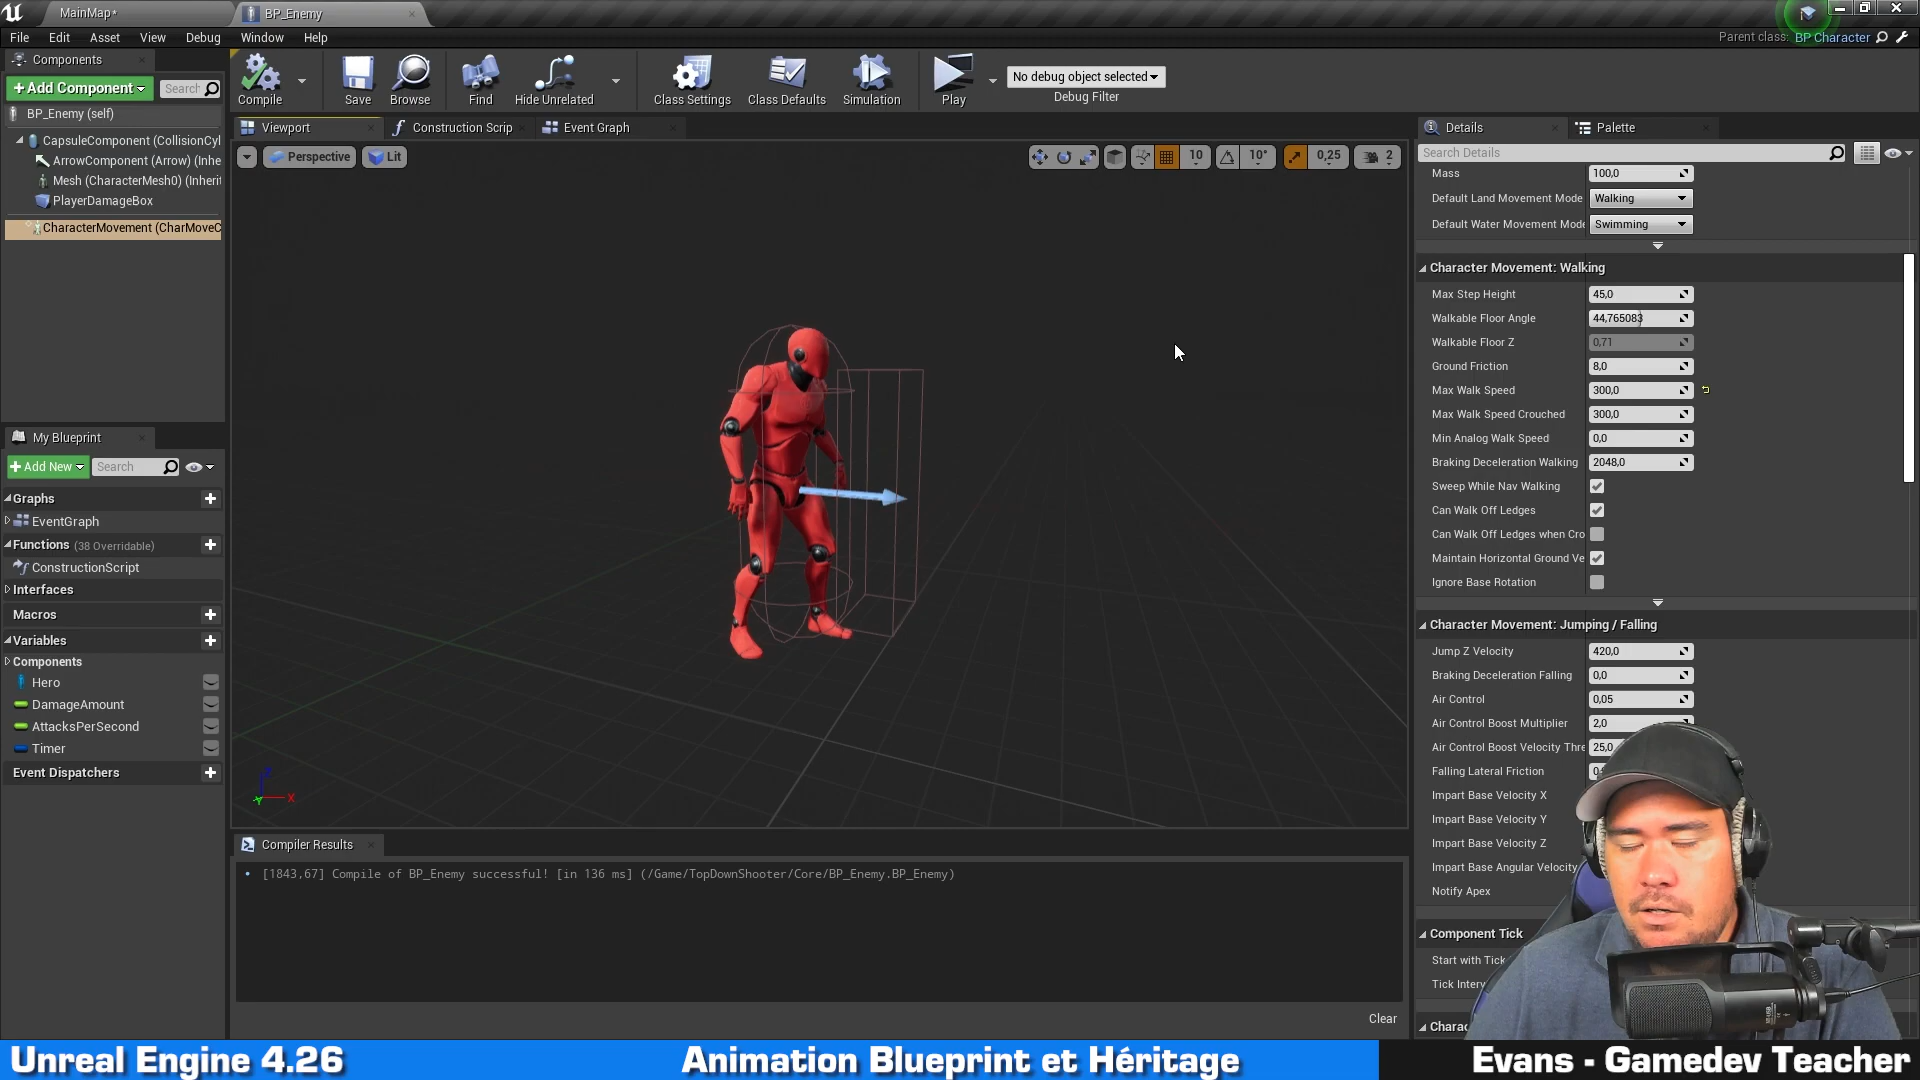 MainMap*
BP_Enemy
File Edit Asset View Debug Window Help
Parent class: BP Character
Components
+Add Component
Search
BP_Enemy (self)
CapsuleComponent (CollisionCyl
ArrowComponent (Arrow) (Inhe
Mesh (CharacterMesh0) (Inherit
PlayerDamageBox
CharacterMovement (CharMoveC
My Blueprint
+Add New
Search
Graphs
EventGraph
Functions (38 Overridable)
ConstructionScript
Interfaces
Macros
Variables
Components
Hero
DamageAmount
AttacksPerSecond
Timer
Event Dispatchers
Compile
Save
Browse
Find
Hide Unrelated
Class Settings
Class Defaults
Simulation
Play
No debug object selected
Debug Filter
Viewport
Construction Scrip
Event Graph
Perspective
Lit
10
10°
0,25
2
X
Compiler Results
[1843,67] Compile of BP_Enemy successful! [in 136 ms] (/Game/TopDownShooter/Core/BP_Enemy.BP_Enemy)
Clear
Details
Palette
Search Details
Mass 100,0
Default Land Movement Mode Walking
Default Water Movement Mode Swimming
Character Movement: Walking
Max Step Height 45,0
Walkable Floor Angle 44,765083
Walkable Floor Z 0,71
Ground Friction 8,0
Max Walk Speed 300,0
Max Walk Speed Crouched 300,0
Min Analog Walk Speed 0,0
Braking Deceleration Walking 2048,0
Sweep While Nav Walking
Can Walk Off Ledges
Can Walk Off Ledges when Cro
Maintain Horizontal Ground Ve
Ignore Base Rotation
Character Movement: Jumping / Falling
Jump Z Velocity 420,0
Braking Deceleration Falling 0,0
Air Control 0,05
Air Control Boost Multiplier 2,0
Air Control Boost Velocity Thre 25,0
Falling Lateral Friction
Impart Base Velocity X
Impart Base Velocity Y
Impart Base Velocity Z
Impart Base Angular Velocity
Notify Apex
Component Tick
Start with Tick
Tick Interv
Charac
Unreal Engine 4.26
Animation Blueprint et Héritage
Evans - Gamedev Teacher